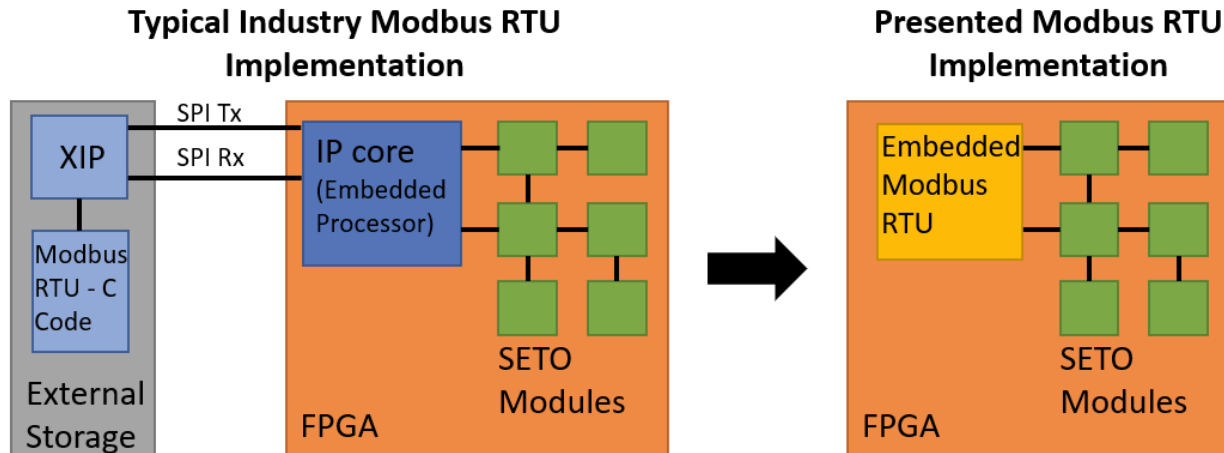 Typical Industry Modbus RTU
Implementation
SPI Tx
SPI Rx
XIP
Modbus
RTU - C
Code
External
Storage
IP core
(Embedded
Processor)
SETO
Modules
FPGA
Presented Modbus RTU
Implementation
Embedded
Modbus
RTU
SETO
Modules
FPGA